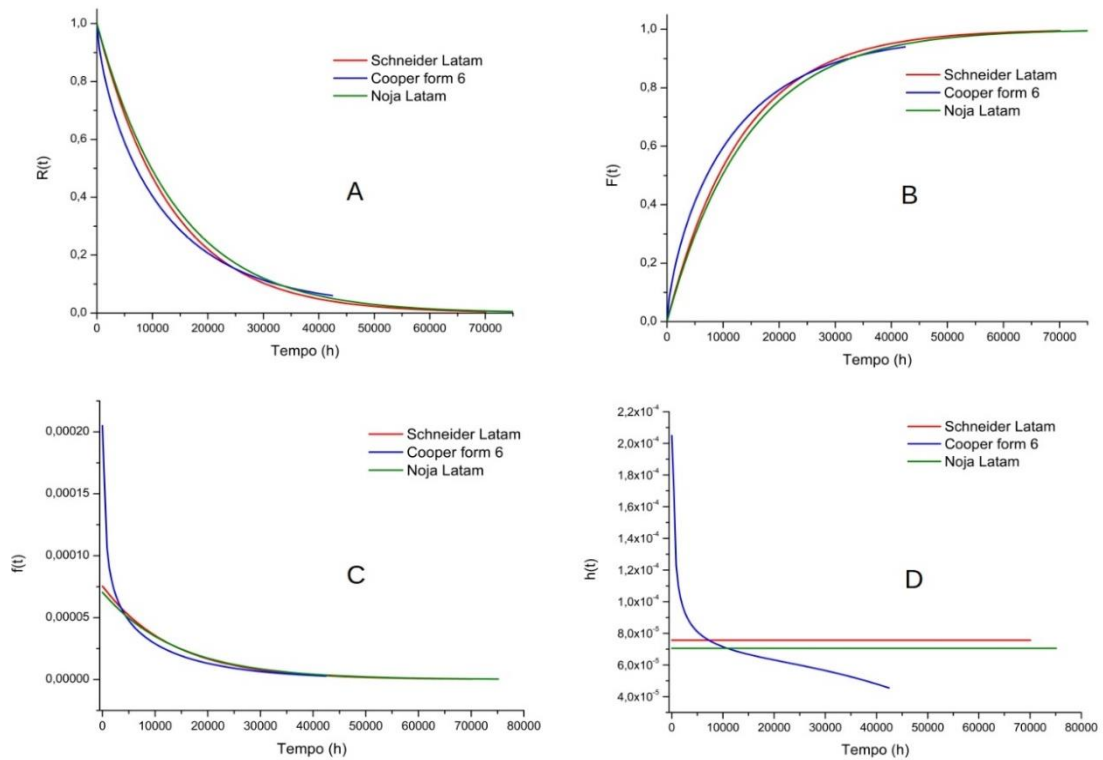 1,0
0,8
0,6
0,4
0,2
0,0
R(t)
Schneider Latam
Cooper form 6
Noja Latam
A
0 10000 20000 30000 40000 50000 60000 70000
Tempo (h)
1,0
0,8
0,6
0,4
0,2
0,0
F(t)
Schneider Latam
Cooper form 6
Noja Latam
B
0 10000 20000 30000 40000 50000 60000 70000
Tempo (h)
0,00020
0,00015
0,00010
0,00005
0,00000
f(t)
Schneider Latam
Cooper form 6
Noja Latam
C
0 10000 20000 30000 40000 50000 60000 70000 80000
Tempo (h)
2,2x10⁻⁴
2,0x10⁻⁴
1,8x10⁻⁴
1,6x10⁻⁴
1,4x10⁻⁴
1,2x10⁻⁴
1,0x10⁻⁴
8,0x10⁻⁵
6,0x10⁻⁵
4,0x10⁻⁵
h(t)
Schneider Latam
Cooper form 6
Noja Latam
D
0 10000 20000 30000 40000 50000 60000 70000 80000
Tempo (h)